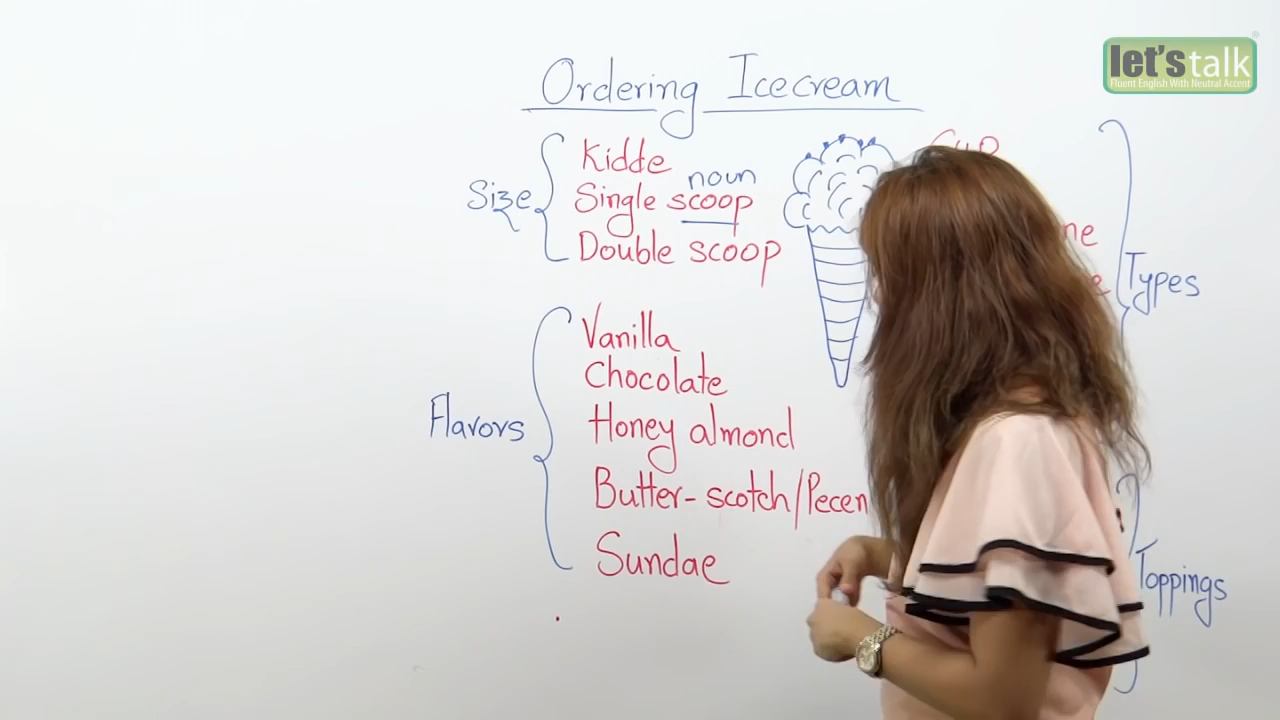 let's talk
Fluent English With Neutral Accent
Ordering Icecream
Size
Kidde
noun
Single scoop
Double scoop
Cup
Types
Flavors
Vanilla
Chocolate
Honey almond
Butter-scotch/Pecen
Sundae
Toppings